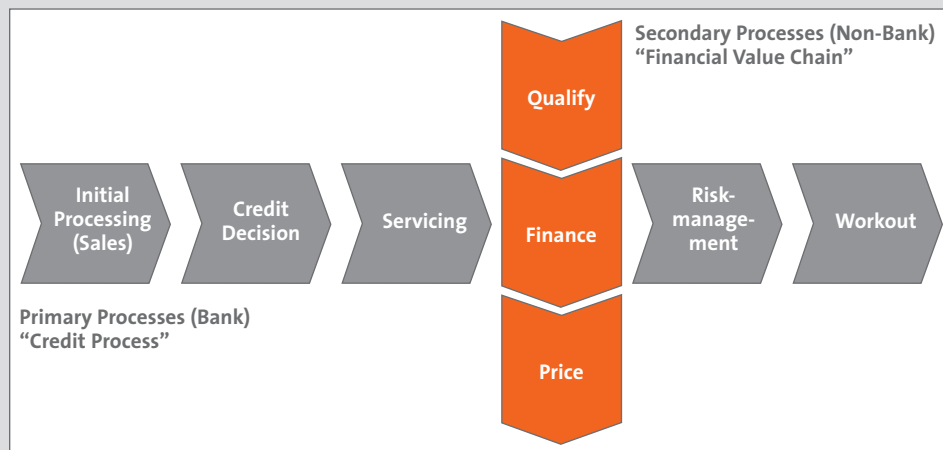 Secondary Processes (Non-Bank)
“Financial Value Chain”
Qualify
Initial
Processing
(Sales)
Credit
Decision
Servicing
Finance
Risk-
manage-
ment
Workout
Primary Processes (Bank)
“Credit Process”
Price